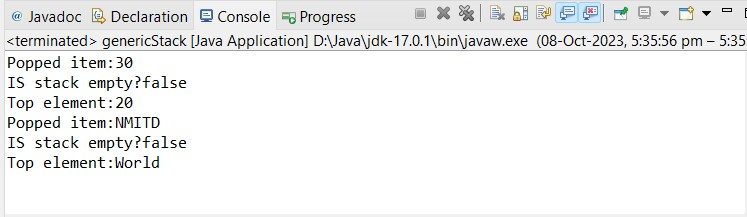 @ Javadoc Declaration Console Progress
<terminated> genericStack [Java Application] D:\Java\jdk-17.0.1\bin\javaw.exe (08-Oct-2023, 5:35:56 pm – 5:35
Popped item:30
IS stack empty?false
Top element:20
Popped item:NMITD
IS stack empty?false
Top element:World